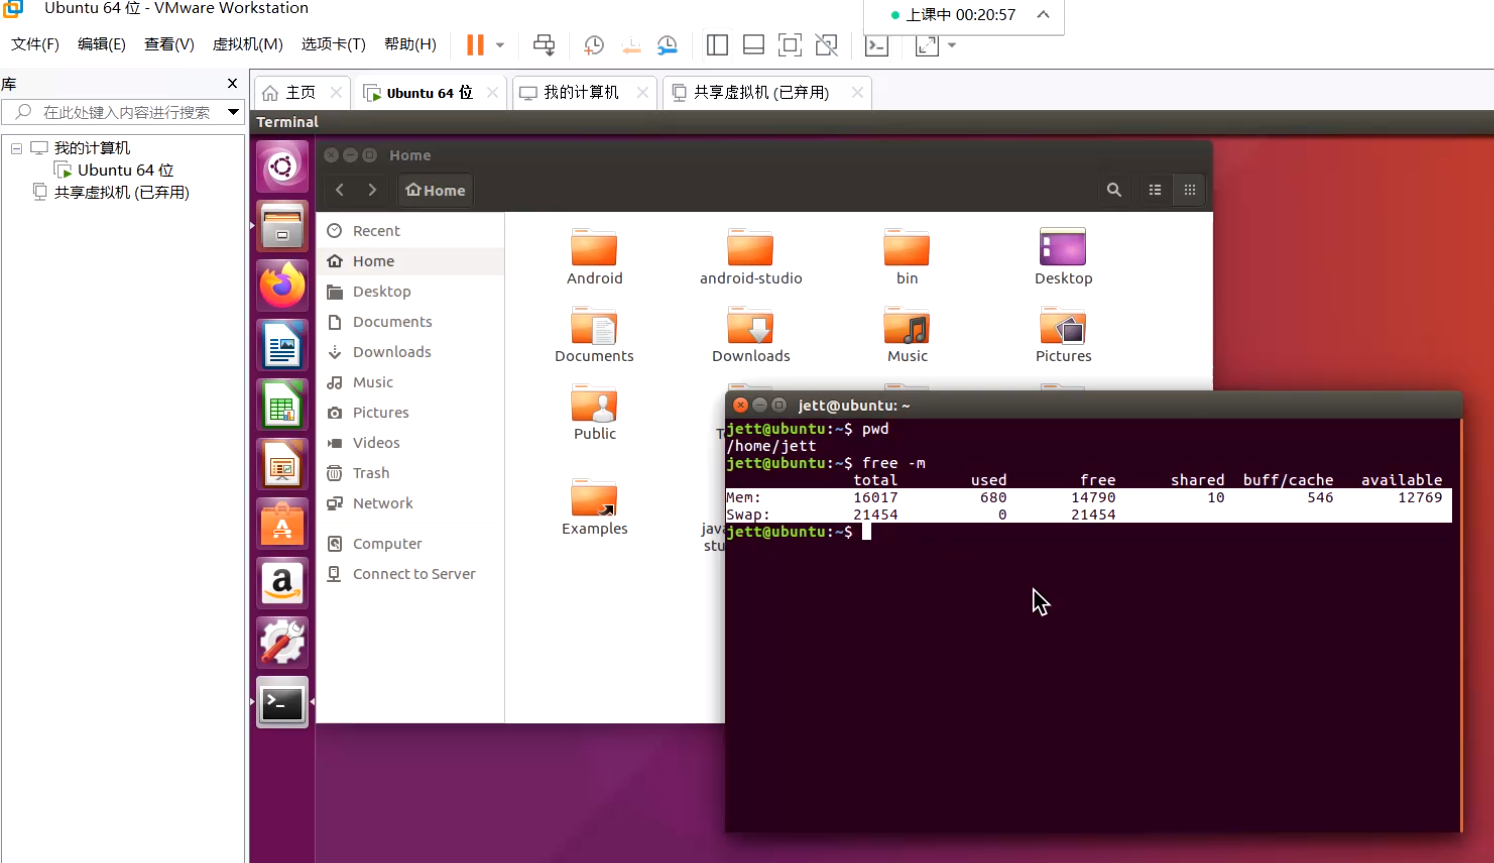 Ubuntu 64 位 - VMware Workstation
上课中 00:20:57
文件(F) 编辑(E) 查看(V) 虚拟机(M) 选项卡(T) 帮助(H)
库
在此处键入内容进行搜索
我的计算机
Ubuntu 64 位
共享虚拟机 (已弃用)
主页 Ubuntu 64 位 我的计算机 共享虚拟机 (已弃用)
Terminal
Home
Home
Recent
Home
Desktop
Documents
Downloads
Music
Pictures
Videos
Trash
Network
Computer
Connect to Server
Android android-studio bin Desktop
Documents Downloads Music Pictures
Public
Examples
jett@ubuntu: ~
jett@ubuntu:~$ pwd
/home/jett
jett@ubuntu:~$ free -m
total used free shared buff/cache available
Mem: 16017 680 14790 10 546 12769
Swap: 21454 0 21454
jett@ubuntu:~$